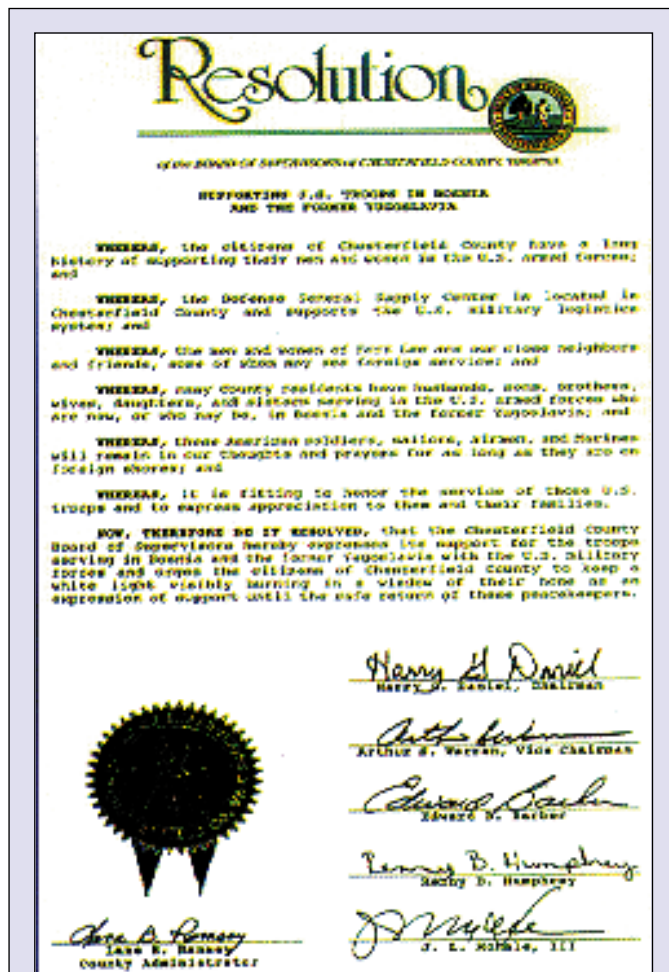 Resolution
of the BOARD OF SUPERVISORS of CHESTERFIELD COUNTY, VIRGINIA
SUPPORTING U.S. TROOPS IN BOSNIA
AND THE FORMER YUGOSLAVIA
WHEREAS, the citizens of Chesterfield County have a long
history of supporting their men and women in the U.S. armed forces;
and
WHEREAS, the Defense General Supply Center is located in
Chesterfield County and supports the U.S. military logistics
system; and
WHEREAS, the men and women of Fort Lee are our close neighbors
and friends, some of whom may see foreign service; and
WHEREAS, many County residents have husbands, sons, brothers,
wives, daughters, and sisters serving in the U.S. armed forces who
are now, or who may be, in Bosnia and the former Yugoslavia; and
WHEREAS, these American soldiers, sailors, airmen, and Marines
will remain in our thoughts and prayers for as long as they are on
foreign shores; and
WHEREAS, it is fitting to honor the service of those U.S.
troops and to express appreciation to them and their families.
NOW, THEREFORE BE IT RESOLVED, that the Chesterfield County
Board of Supervisors hereby expresses its support for the troops
serving in Bosnia and the former Yugoslavia with the U.S. military
forces and urges the citizens of Chesterfield County to keep a
white light visibly burning in a window of their home as an
expression of support until the safe return of these peacekeepers.
Harry G. Daniel, Chairman
Arthur S. Warren, Vice Chairman
Edward B. Barber
Renny B. Humphrey
J. L. McHale, III
Lane B. Ramsey
County Administrator